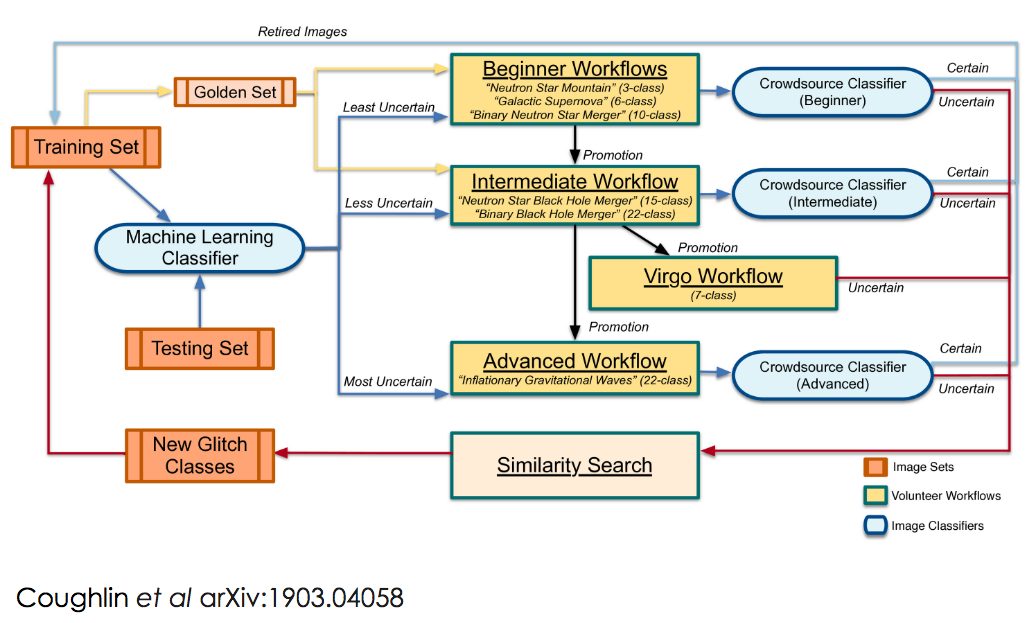 Retired Images
Beginner Workflows
"Neutron Star Mountain" (3-class)
"Galactic Supernova" (6-class)
"Binary Neutron Star Merger" (10-class)
Crowdsource Classifier
(Beginner)
Certain
Uncertain
Golden Set
Least Uncertain
Training Set
Promotion
Intermediate Workflow
"Neutron Star Black Hole Merger" (15-class)
"Binary Black Hole Merger" (22-class)
Crowdsource Classifier
(Intermediate)
Certain
Uncertain
Less Uncertain
Machine Learning
Classifier
Promotion
Virgo Workflow
(7-class)
Uncertain
Testing Set
Promotion
Advanced Workflow
"Inflationary Gravitational Waves" (22-class)
Crowdsource Classifier
(Advanced)
Certain
Uncertain
Most Uncertain
New Glitch
Classes
Similarity Search
Image Sets
Volunteer Workflows
Image Classifiers
Coughlin et al arXiv:1903.04058